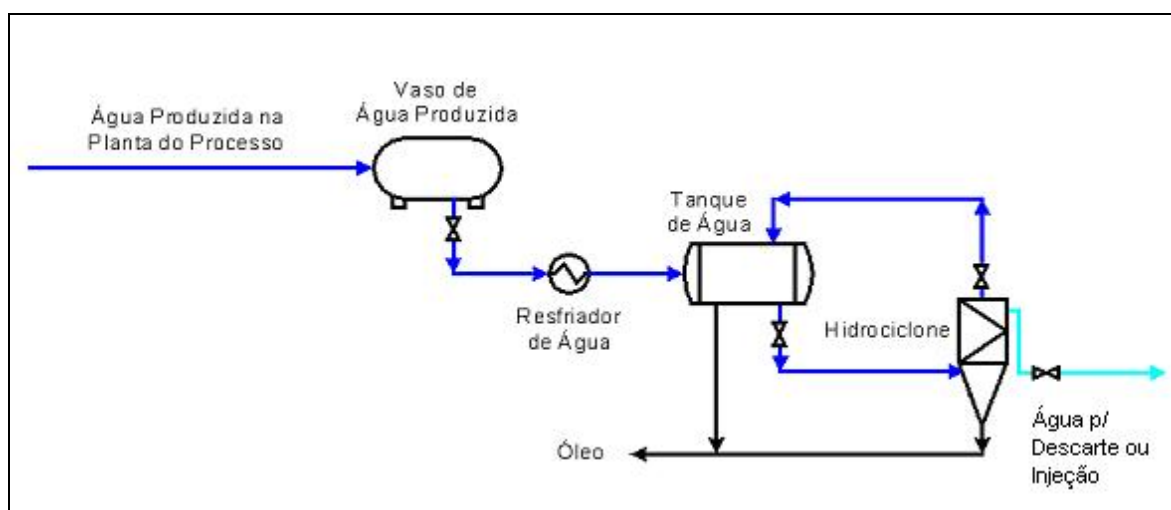 Vaso de
Água Produzida
Água Produzida na
Planta do Processo
Tanque
de Água
Resfriador
de Água
Hidrociclone
Óleo
Água p/
Descarte ou
Injeção